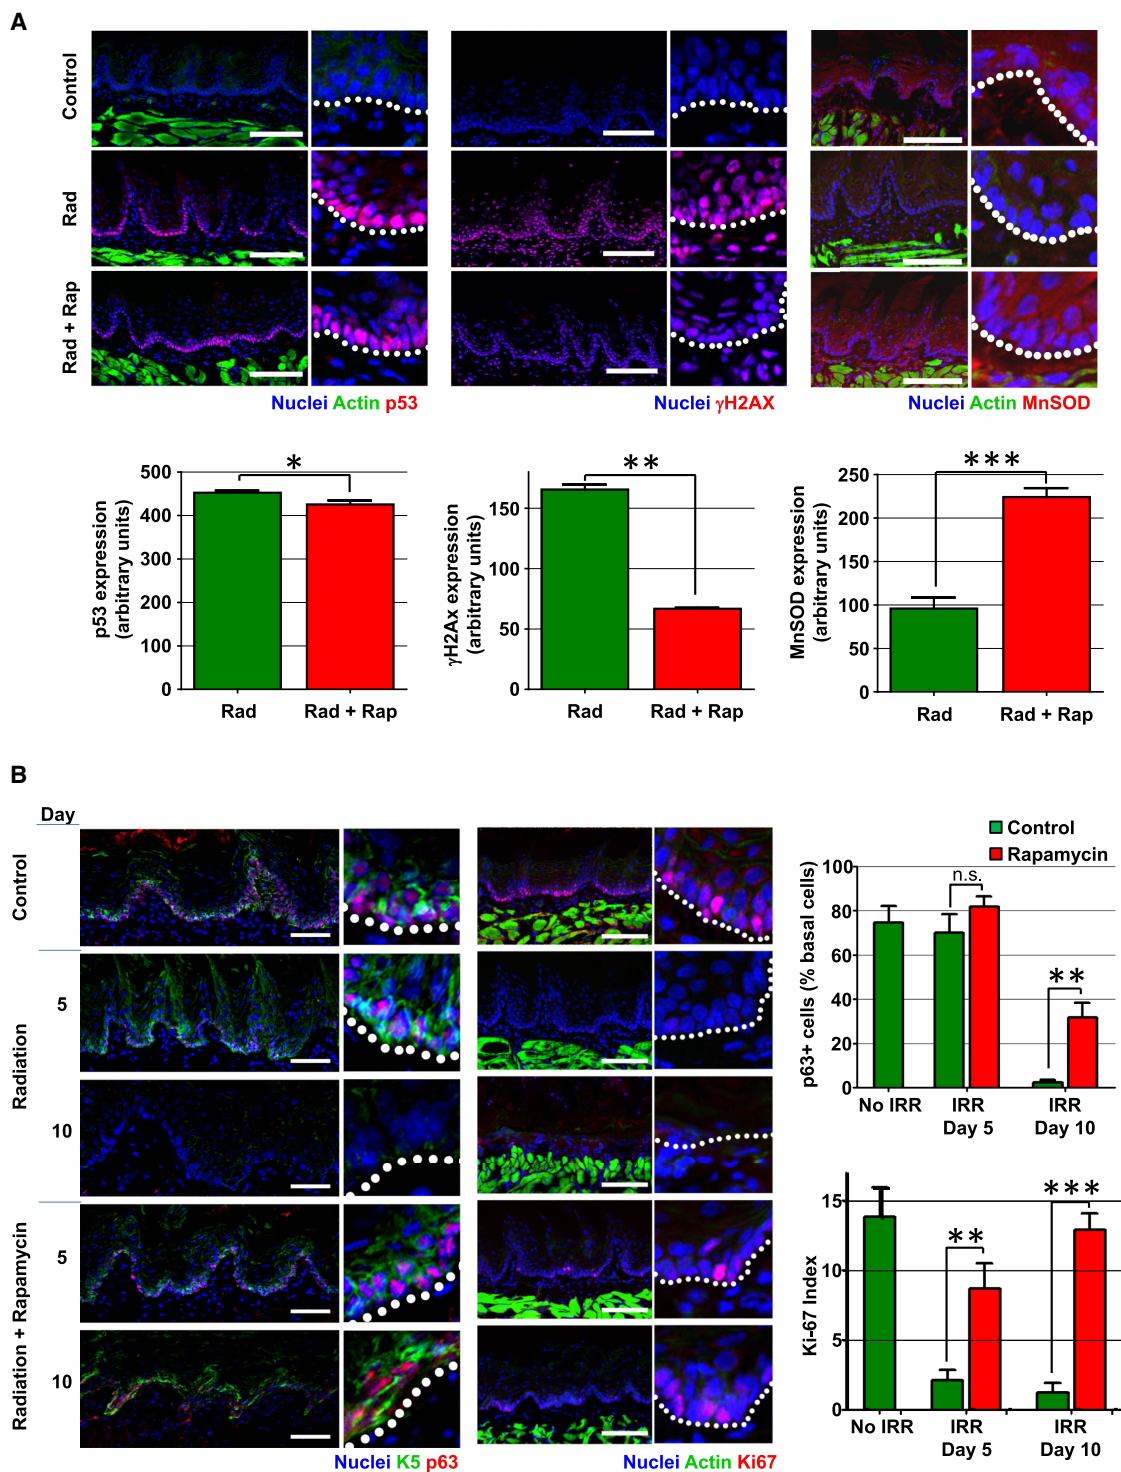 A
Control
Rad
Rad + Rap
Nuclei Actin p53
Nuclei γH2AX
Nuclei Actin MnSOD
p53 expression
(arbitrary units)
500
400
300
200
100
0
*
Rad
Rad + Rap
γH2Ax expression
(arbitrary units)
150
100
50
0
**
Rad
Rad + Rap
MnSOD expression
(arbitrary units)
250
200
150
100
50
0
***
Rad
Rad + Rap
B
Day
Control
5
Radiation
10
5
Radiation + Rapamycin
10
Nuclei K5 p63
Nuclei Actin Ki67
Control
Rapamycin
p63+ cells (% basal cells)
100
80
60
40
20
0
n.s.
**
No IRR
IRR
Day 5
IRR
Day 10
Ki-67 Index
15
10
5
0
**
***
No IRR
IRR
Day 5
IRR
Day 10